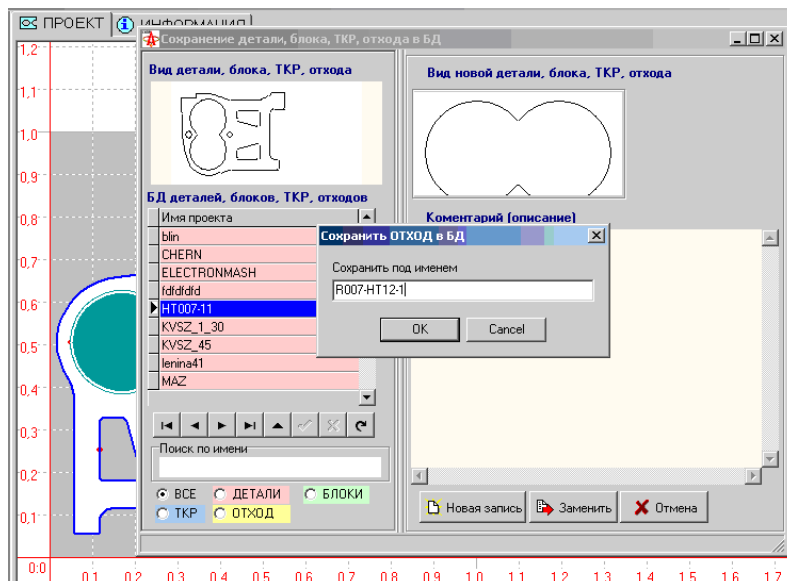 ПРОЕКТ
ИНФОРМАЦИЯ
Сохранение детали, блока, ТКР, отхода в БД
1,2
1,1
1,0
0,9
0,8
0,7
0,6
0,5
0,4
0,3
0,2
0,1
0:0
Вид детали, блока, ТКР, отхода
БД деталей, блоков, ТКР, отходов
Имя проекта
blin
CHERN
ELECTRONMASH
fdfdfdfd
HT007-11
KVSZ_1_30
KVSZ_45
lenina41
MAZ
Поиск по имени
ВСЕ
ДЕТАЛИ
БЛОКИ
ТКР
ОТХОД
Вид новой детали, блока, ТКР, отхода
Коментарий (описание)
Сохранить ОТХОД в БД
Сохранить под именем
R007-HT12-1
OK
Cancel
Новая запись
Заменить
Отмена
0,1 0,2 0,3 0,4 0,5 0,6 0,7 0,8 0,9 1,0 1,1 1,2 1,3 1,4 1,5 1,6 1,7